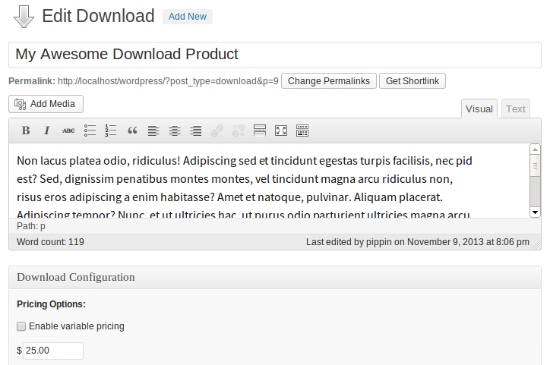 Edit Download Add New
My Awesome Download Product
Permalink: http://localhost/wordpress/?post_type=download&p=9 Change Permalinks Get Shortlink
Add Media
Visual Text
B I ABC
Non lacus platea odio, ridiculus! Adipiscing sed et tincidunt egestas turpis facilisis, nec pid
est? Sed, dignissim penatibus montes montes, vel tincidunt magna arcu ridiculus non,
risus eros adipiscing a enim habitasse? Amet et natoque, pulvinar. Aliquam placerat.
Adipiscing tempor? Nunc, et ut ultricies hac, ut purus odio parturient ultricies magna arcu
Path: p
Word count: 119 Last edited by pippin on November 9, 2013 at 8:06 pm
Download Configuration
Pricing Options:
Enable variable pricing
$ 25.00